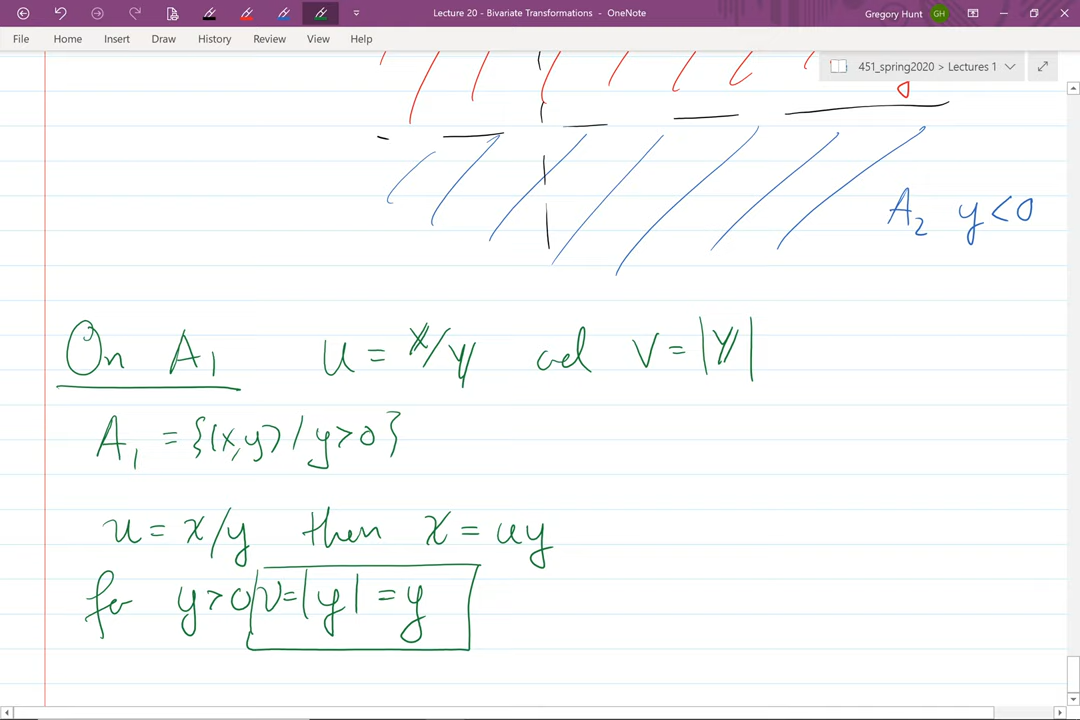 Lecture 20 - Bivariate Transformations - OneNote
Gregory Hunt GH
File Home Insert Draw History Review View Help
451_spring2020 > Lectures 1
A₂ y < 0
On A₁ U = X/Y and V = |Y|
A₁ = {(x,y) | y > 0}
u = x/y then x = uy
for y > 0 v = |y| = y